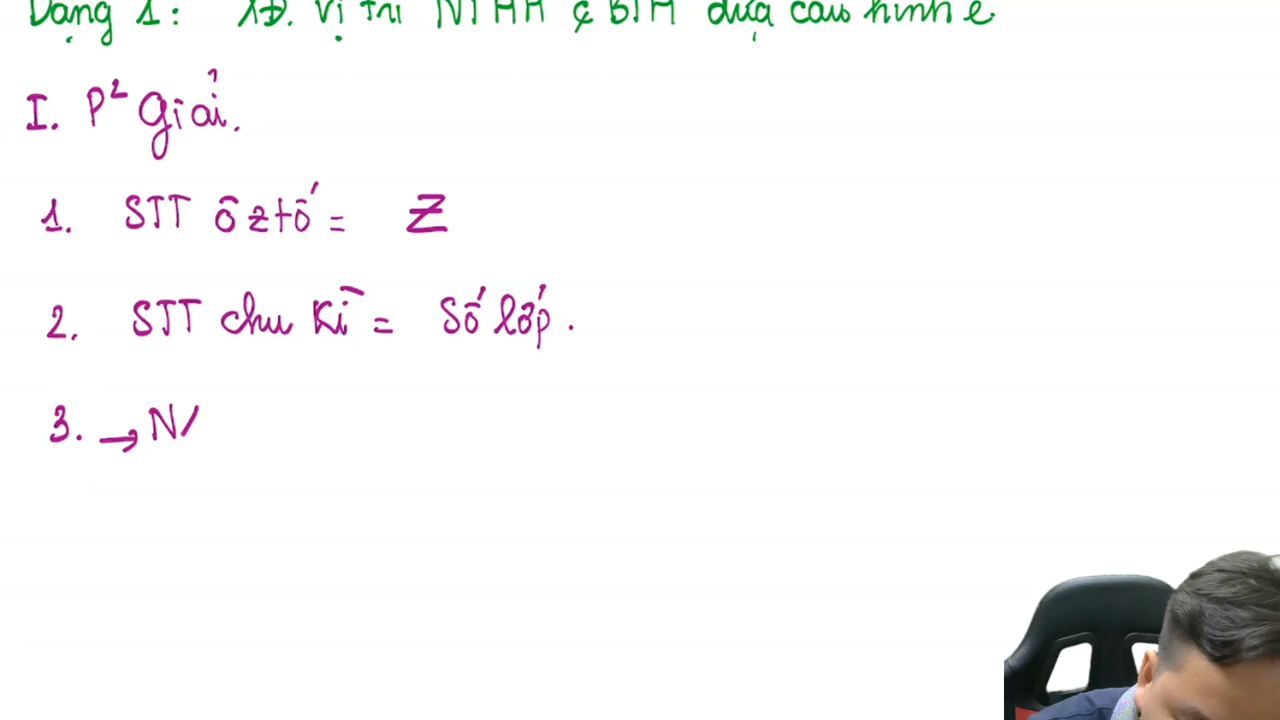 Dạng 1: XĐ. vị trí NTHH ç BTH dựa cấu hình e
I. P² Giải.
1. STT ô ztố = Z
2. STT chu kì = Số lớp.
3. → N